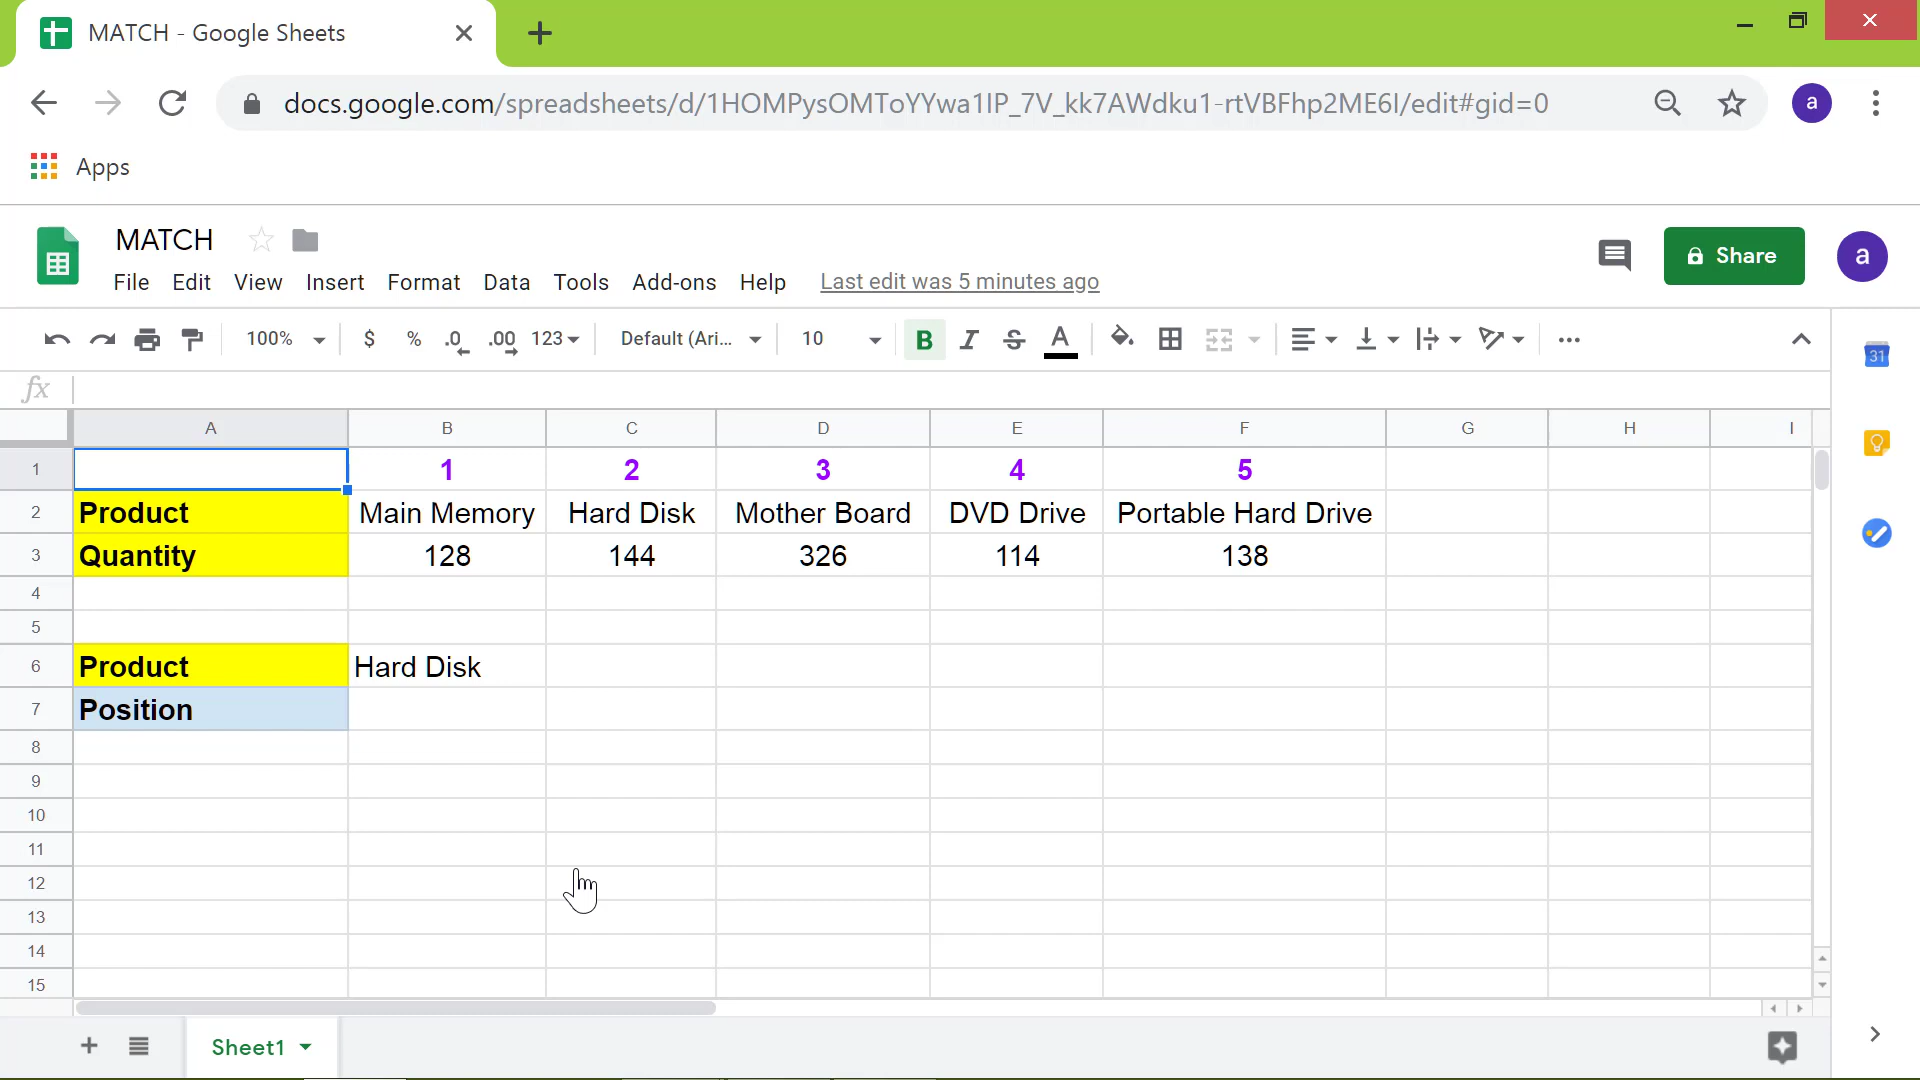 MATCH - Google Sheets
docs.google.com/spreadsheets/d/1HOMPysOMToYYwa1IP_7V_kk7AWdku1-rtVBFhp2ME6I/edit#gid=0
a
Apps
MATCH
File Edit View Insert Format Data Tools Add-ons Help Last edit was 5 minutes ago
Share
a
100% $ % .0 .00 123 Default (Ari... 10 B I S A
31
fx
A B C D E F G H I
1 1 2 3 4 5
2 Product Main Memory Hard Disk Mother Board DVD Drive Portable Hard Drive
3 Quantity 128 144 326 114 138
4
5
6 Product Hard Disk
7 Position
8
9
10
11
12
13
14
15
Sheet1